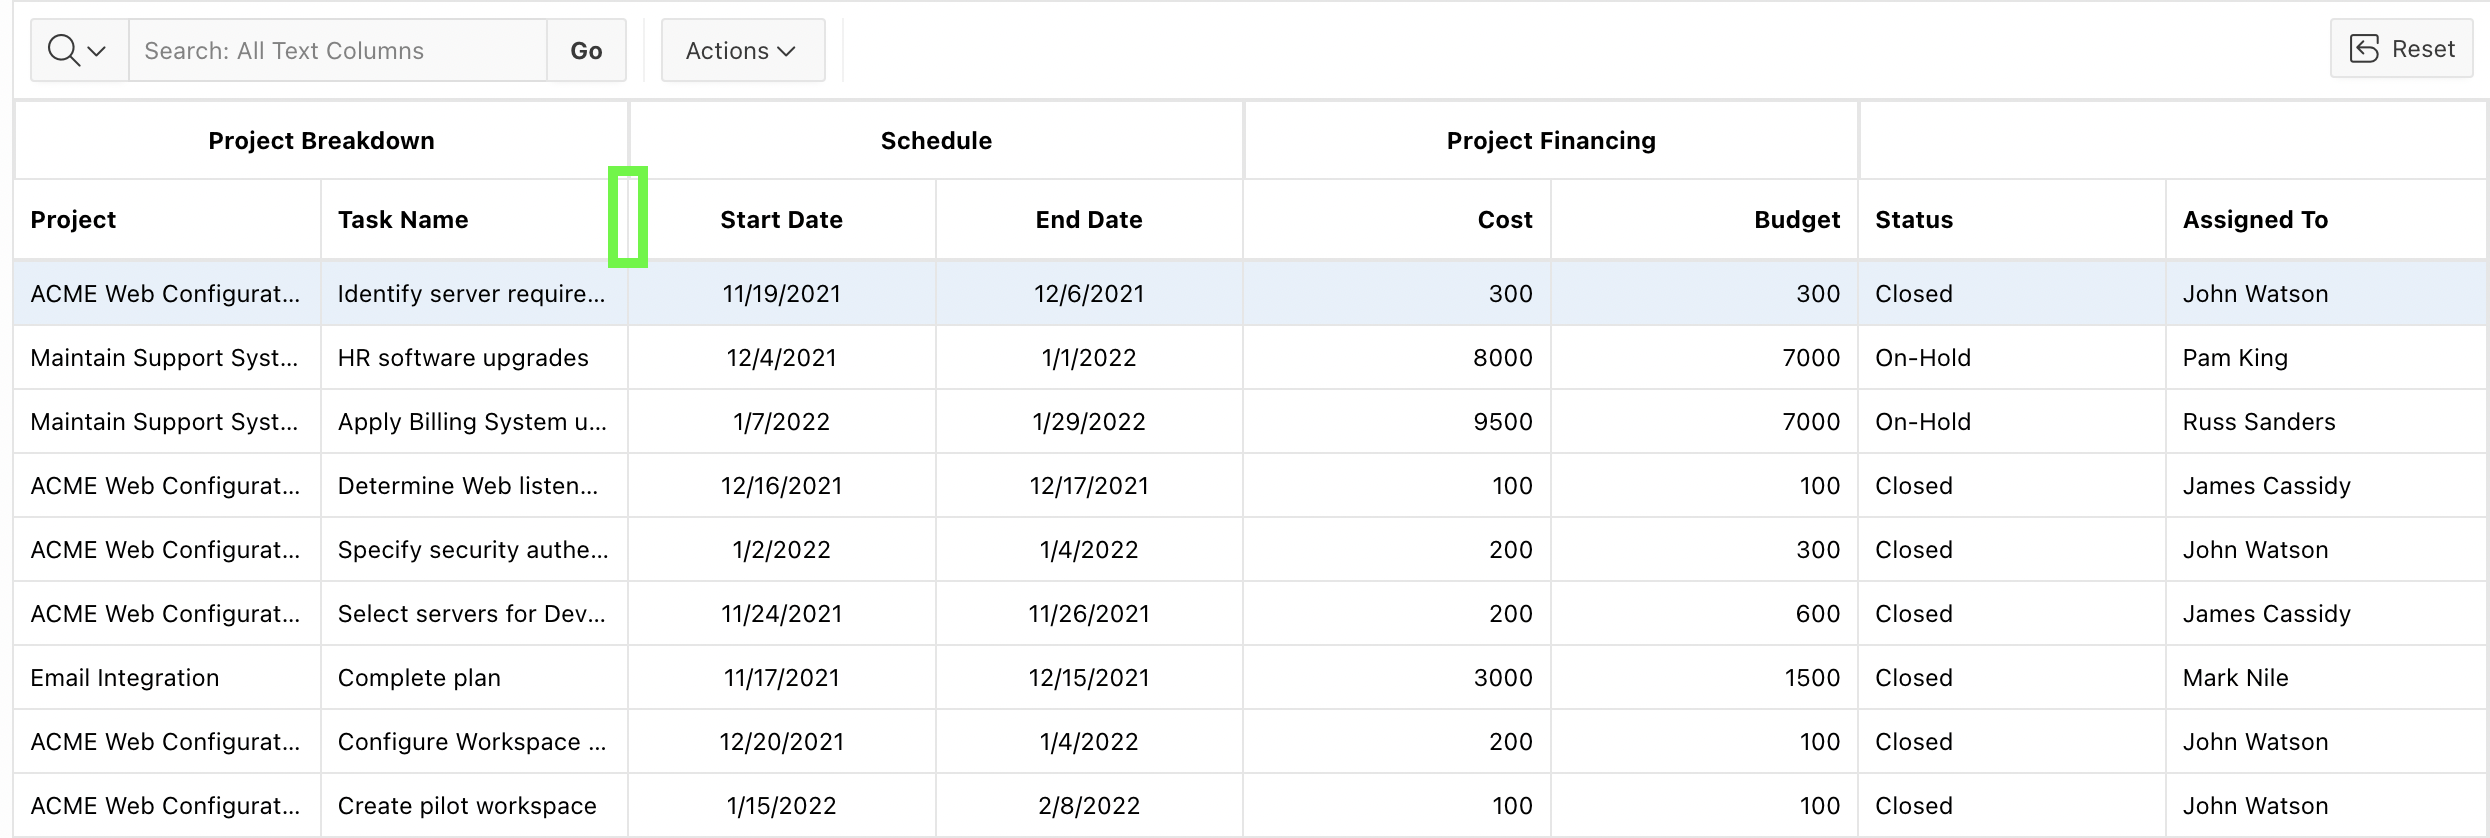 Search: All Text Columns Go Actions Reset
Project Breakdown Schedule Project Financing
Project Task Name Start Date End Date Cost Budget Status Assigned To
ACME Web Configurat... Identify server require... 11/19/2021 12/6/2021 300 300 Closed John Watson
Maintain Support Syst... HR software upgrades 12/4/2021 1/1/2022 8000 7000 On-Hold Pam King
Maintain Support Syst... Apply Billing System u... 1/7/2022 1/29/2022 9500 7000 On-Hold Russ Sanders
ACME Web Configurat... Determine Web listen... 12/16/2021 12/17/2021 100 100 Closed James Cassidy
ACME Web Configurat... Specify security authe... 1/2/2022 1/4/2022 200 300 Closed John Watson
ACME Web Configurat... Select servers for Dev... 11/24/2021 11/26/2021 200 600 Closed James Cassidy
Email Integration Complete plan 11/17/2021 12/15/2021 3000 1500 Closed Mark Nile
ACME Web Configurat... Configure Workspace ... 12/20/2021 1/4/2022 200 100 Closed John Watson
ACME Web Configurat... Create pilot workspace 1/15/2022 2/8/2022 100 100 Closed John Watson